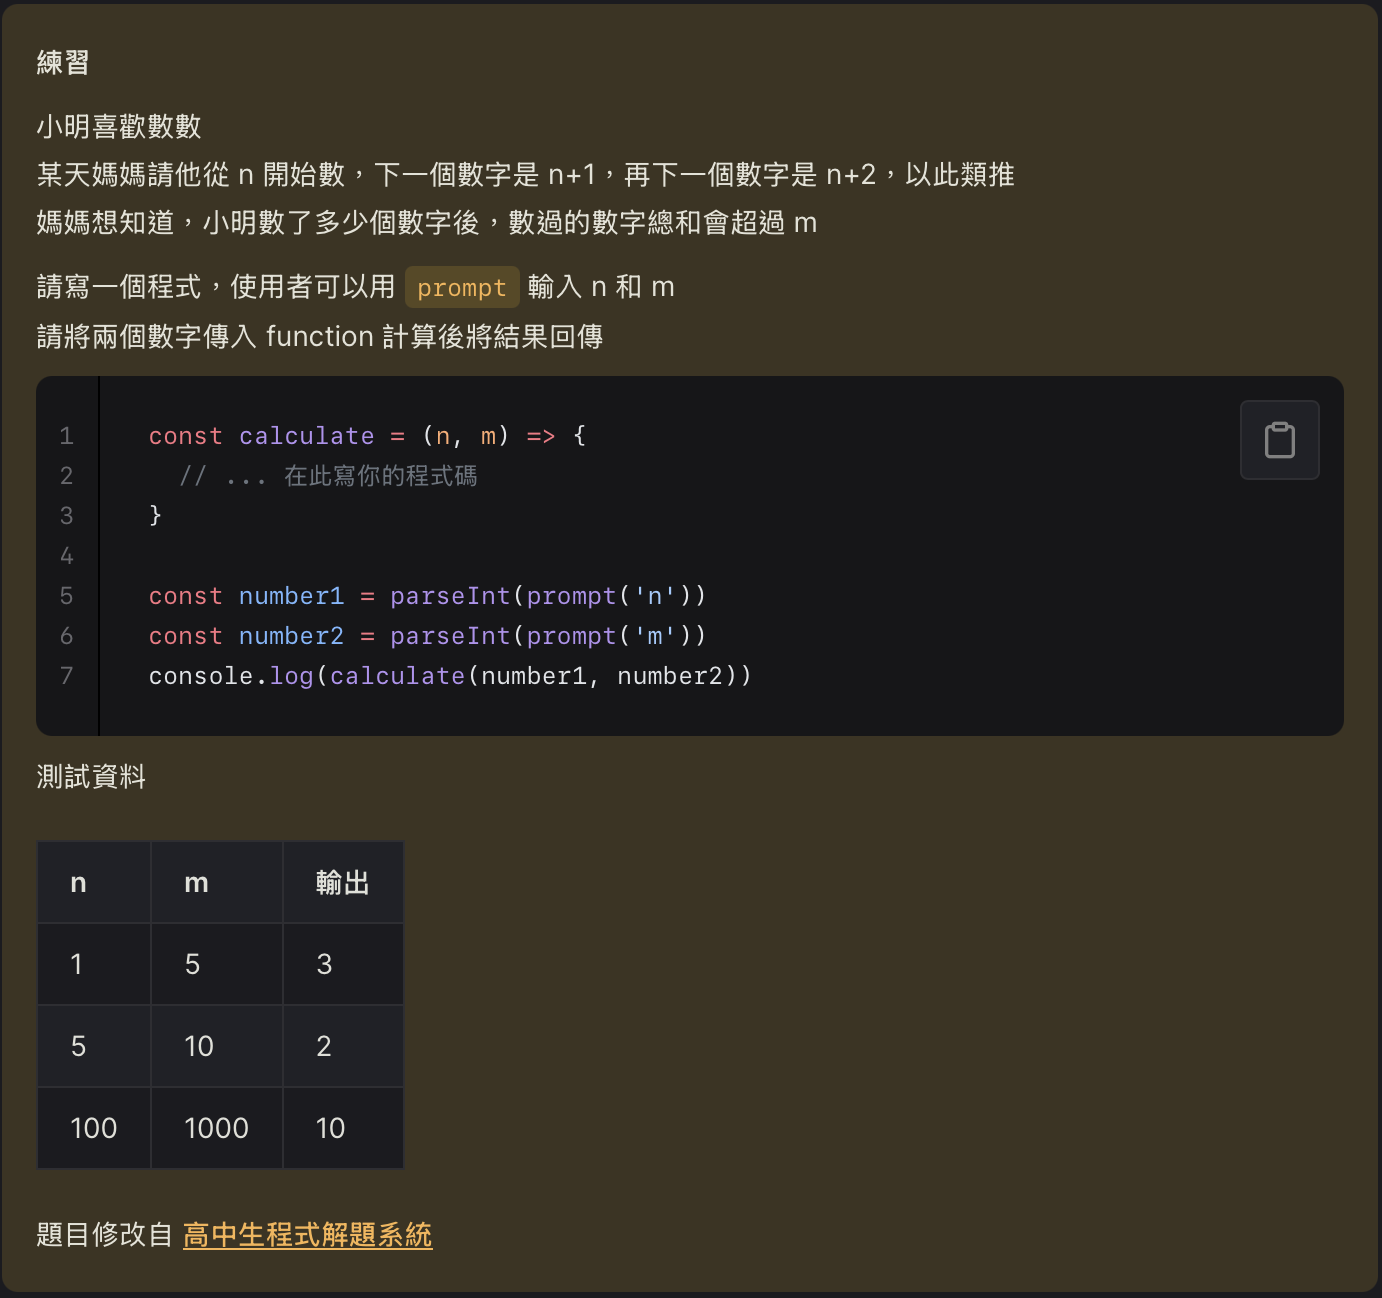 練習
小明喜歡數數
某天媽媽請他從 n 開始數，下一個數字是 n+1，再下一個數字是 n+2，以此類推
媽媽想知道，小明數了多少個數字後，數過的數字總和會超過 m
請寫一個程式，使用者可以用 prompt 輸入 n 和 m
請將兩個數字傳入 function 計算後將結果回傳
1 const calculate = (n, m) => {
2   // ... 在此寫你的程式碼
3 }
4
5 const number1 = parseInt(prompt('n'))
6 const number2 = parseInt(prompt('m'))
7 console.log(calculate(number1, number2))
測試資料
n m 輸出
1 5 3
5 10 2
100 1000 10
題目修改自 高中生程式解題系統